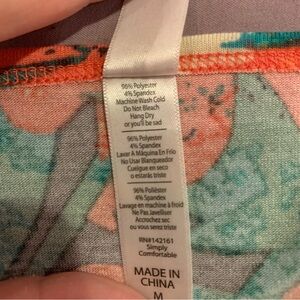 96% Polyester
4% Spandex
Machine Wash Cold
Do Not Bleach
Hang Dry
or you'll be sad
96% Polyester
4% Spandex
Lavar A Máquina En Frío
No Usar Blanqueador
Cuelgue en seco
o estarás triste
96% Poliéster
4% Spandex
Lavage en machine à froid
Ne Pas Javelliser
Accrochez sec
ou vous serez triste
RN#142161
Simply
Comfortable
MADE IN
CHINA
M